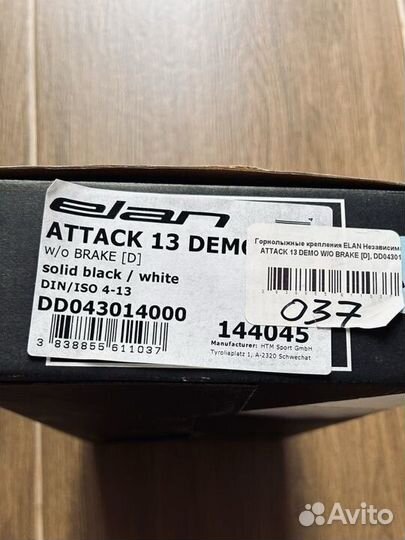 elan
ATTACK 13 DEMO
W/o BRAKE [D]
solid black / white
DIN/ISO 4-13
DD043014000
144045
Manufacturer: HTM Sport GmbH
Tyroliaplatz 1, A-2320 Schwechat
3 838855 611037
Горнолыжные крепления ELAN Независим
ATTACK 13 DEMO W/O BRAKE [D], DD04301
037
Avito